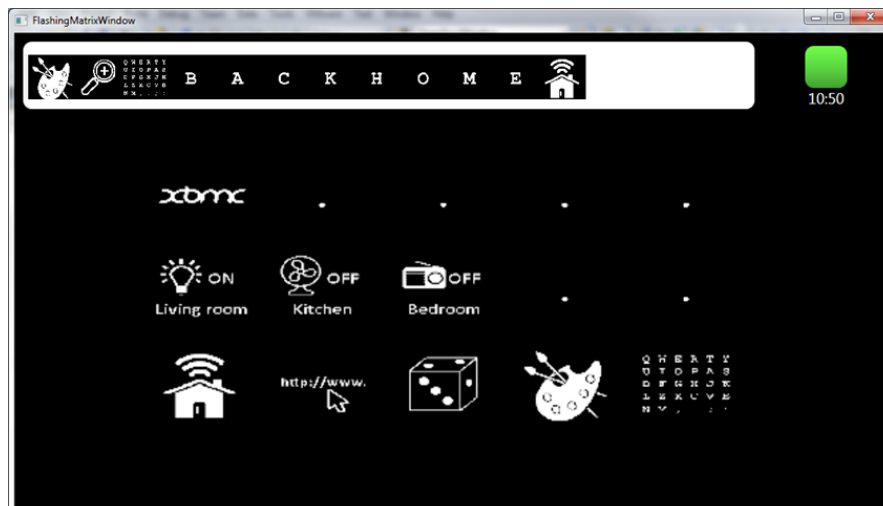 FlashingMatrixWindow
B A C K H O M E
10:50
xbmc
ON
OFF
OFF
Living room
Kitchen
Bedroom
http://www.
Q W E R T Y
U I O P A S
D F G H J K